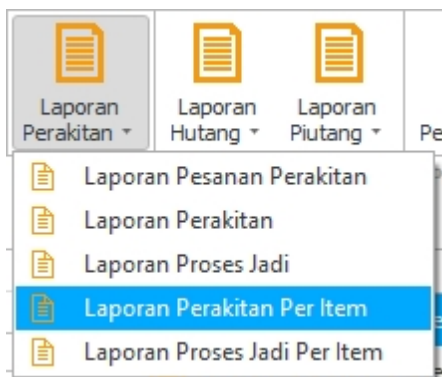 Laporan
Perakitan
Laporan
Hutang
Laporan
Piutang
Pe
Laporan Pesanan Perakitan
Laporan Perakitan
Laporan Proses Jadi
Laporan Perakitan Per Item
Laporan Proses Jadi Per Item